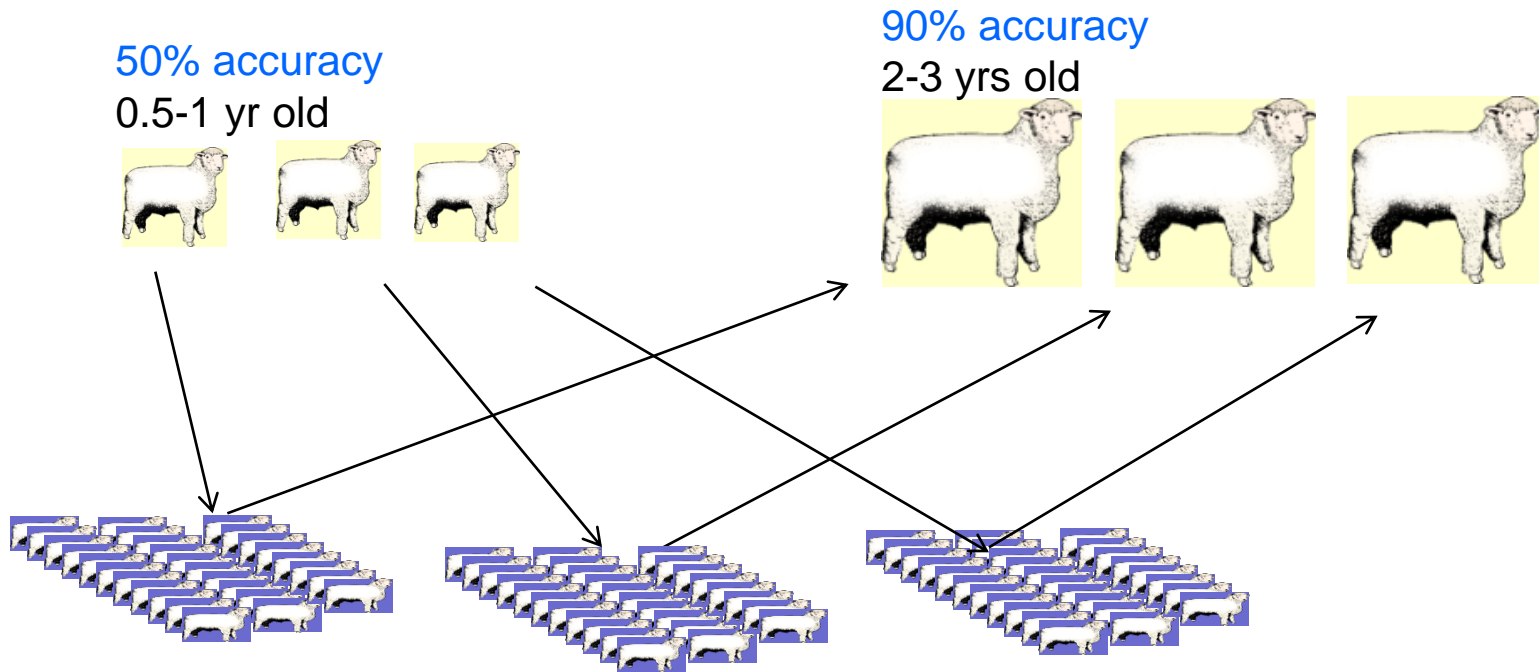 50% accuracy
0.5-1 yr old
90% accuracy
2-3 yrs old